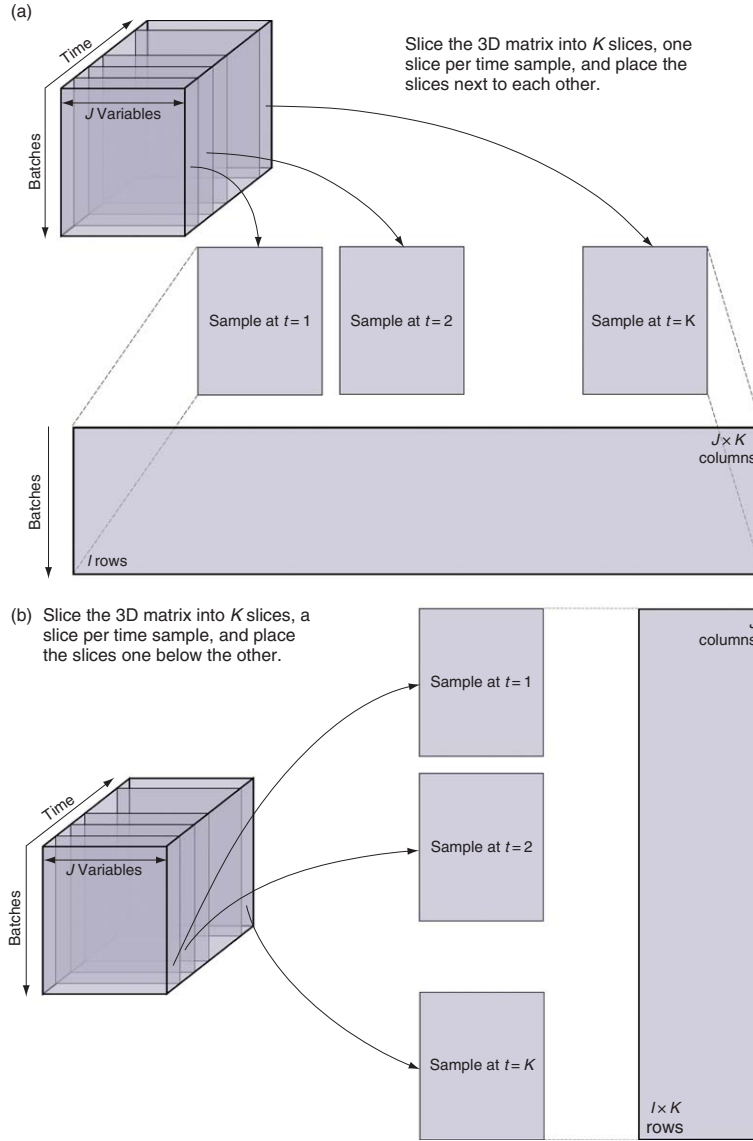 (a)
Time
J Variables
Batches
Slice the 3D matrix into K slices, one
slice per time sample, and place the
slices next to each other.
Sample at t = 1
Sample at t = 2
Sample at t = K
Batches
J × K
columns
I rows
(b) Slice the 3D matrix into K slices, a
slice per time sample, and place
the slices one below the other.
Time
J Variables
Batches
Sample at t = 1
Sample at t = 2
Sample at t = K
columns
I × K
rows